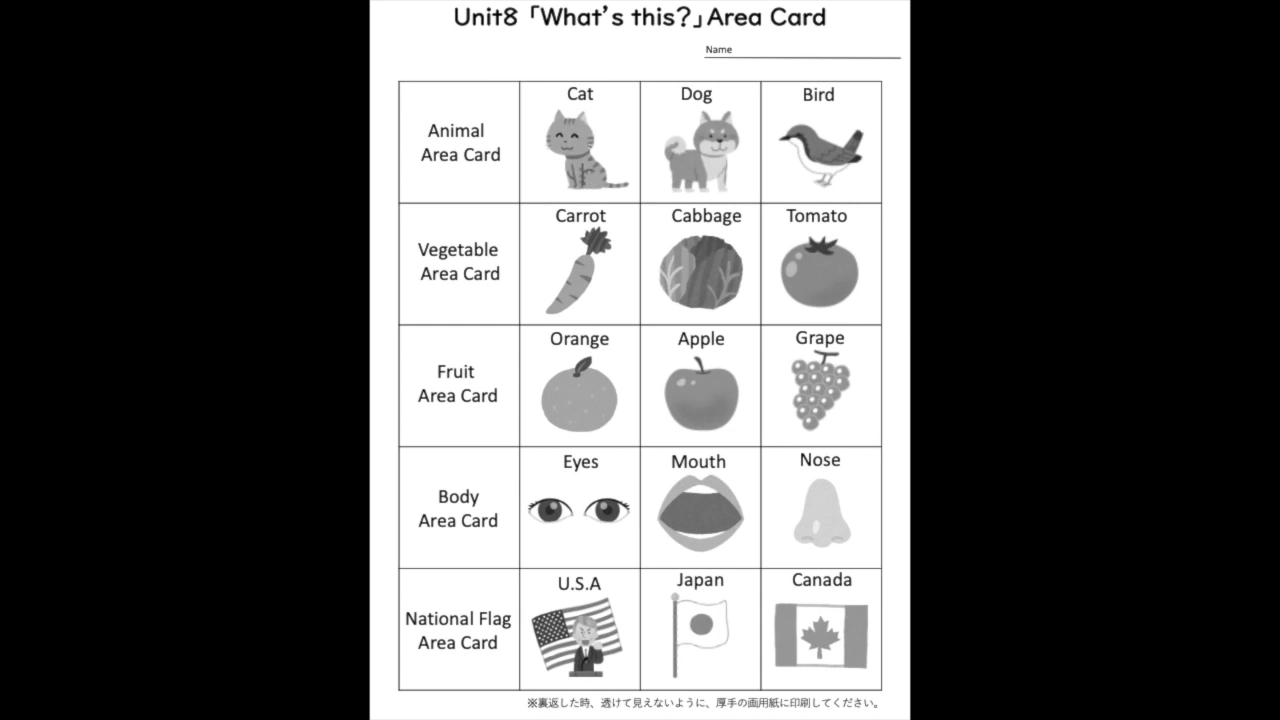 Unit8「What's this?」Area Card
Name
Animal
Area Card
Cat
Dog
Bird
Vegetable
Area Card
Carrot
Cabbage
Tomato
Fruit
Area Card
Orange
Apple
Grape
Body
Area Card
Eyes
Mouth
Nose
National Flag
Area Card
U.S.A
Japan
Canada
※裏返した時、透けて見えないように、厚手の画用紙に印刷してください。